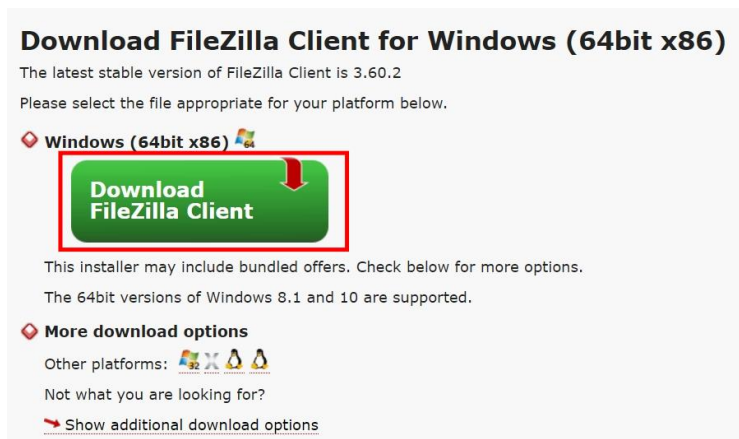 Download FileZilla Client for Windows (64bit x86)
The latest stable version of FileZilla Client is 3.60.2
Please select the file appropriate for your platform below.
Windows (64bit x86) 64
Download
FileZilla Client
This installer may include bundled offers. Check below for more options.
The 64bit versions of Windows 8.1 and 10 are supported.
More download options
Other platforms: 32
Not what you are looking for?
Show additional download options